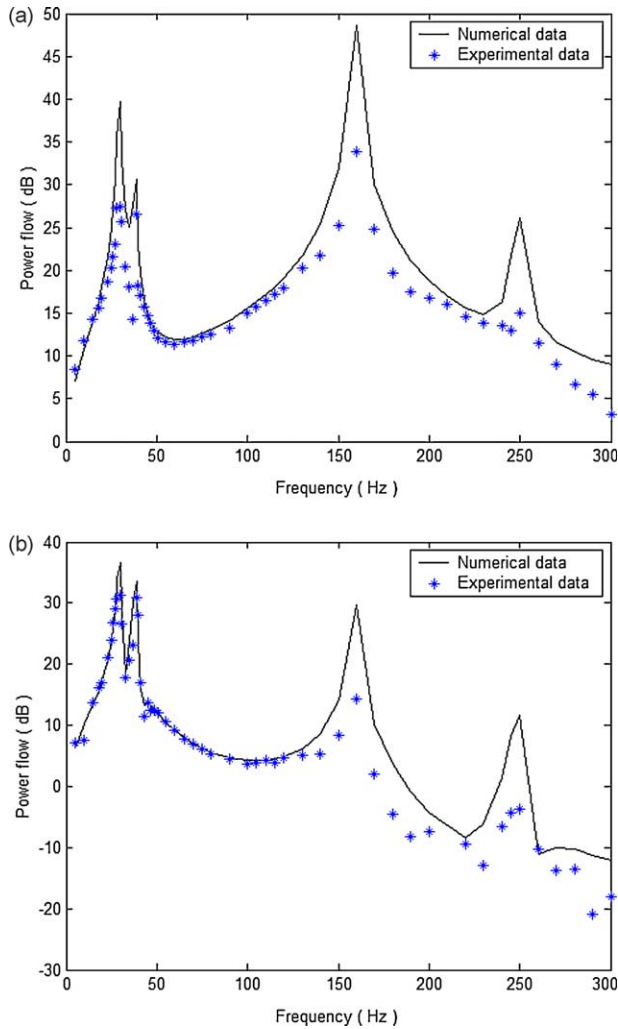 (a)
50
45
40
35
30
25
20
15
10
5
0
Power flow ( dB )
Numerical data
Experimental data
0 50 100 150 200 250 300
Frequency ( Hz )
(b)
40
30
20
10
0
-10
-20
-30
Power flow ( dB )
Numerical data
Experimental data
0 50 100 150 200 250 300
Frequency ( Hz )